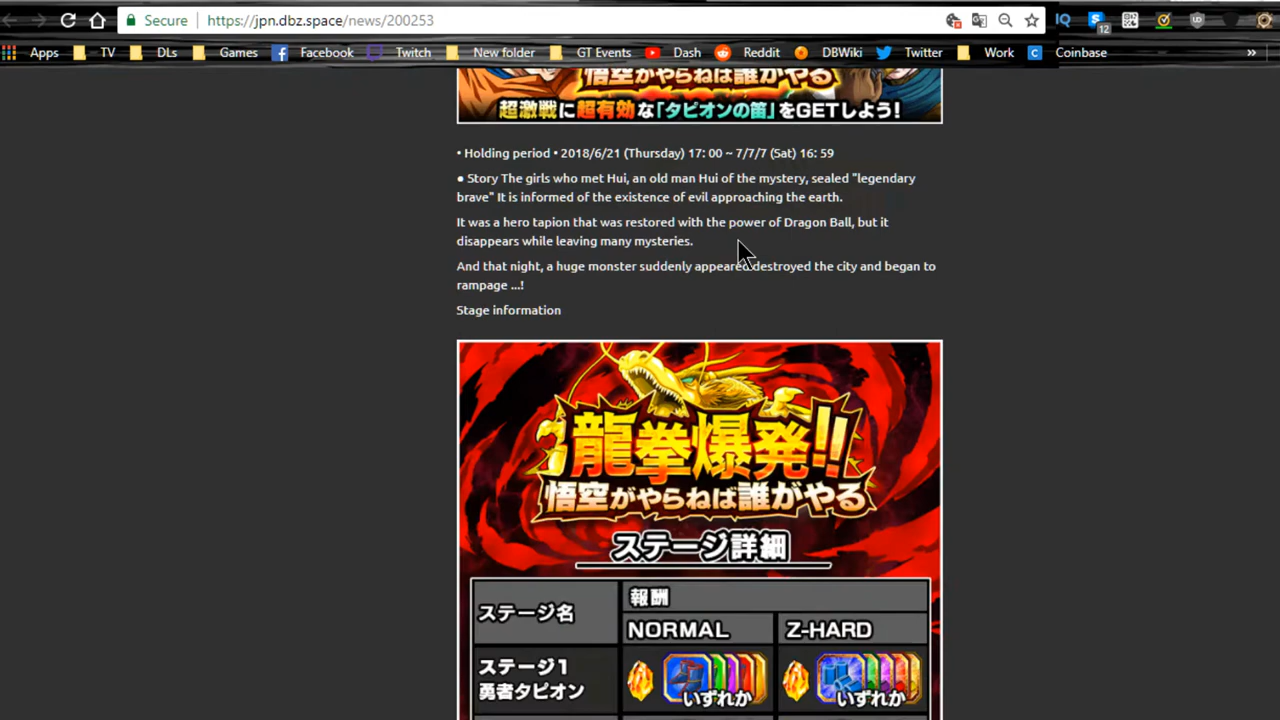 Secure https://jpn.dbz.space/news/200253
12
Apps TV DLs Games Facebook Twitch New folder GT Events Dash Reddit DBWiki Twitter Work Coinbase »
悟空がやらねば誰がやる
超激戦に超有効な「タピオンの笛」をGETしよう!
• Holding period • 2018/6/21 (Thursday) 17: 00 ~ 7/7/7 (Sat) 16: 59
● Story The girls who met Hui, an old man Hui of the mystery, sealed "legendary
brave" It is informed of the existence of evil approaching the earth.
It was a hero tapion that was restored with the power of Dragon Ball, but it
disappears while leaving many mysteries.
And that night, a huge monster suddenly appeared destroyed the city and began to
rampage ...!
Stage information
龍拳爆発!!
悟空がやらねば誰がやる
ステージ詳細
ステージ名 報酬
NORMAL Z-HARD
ステージ1
勇者タピオン
いずれか いずれか